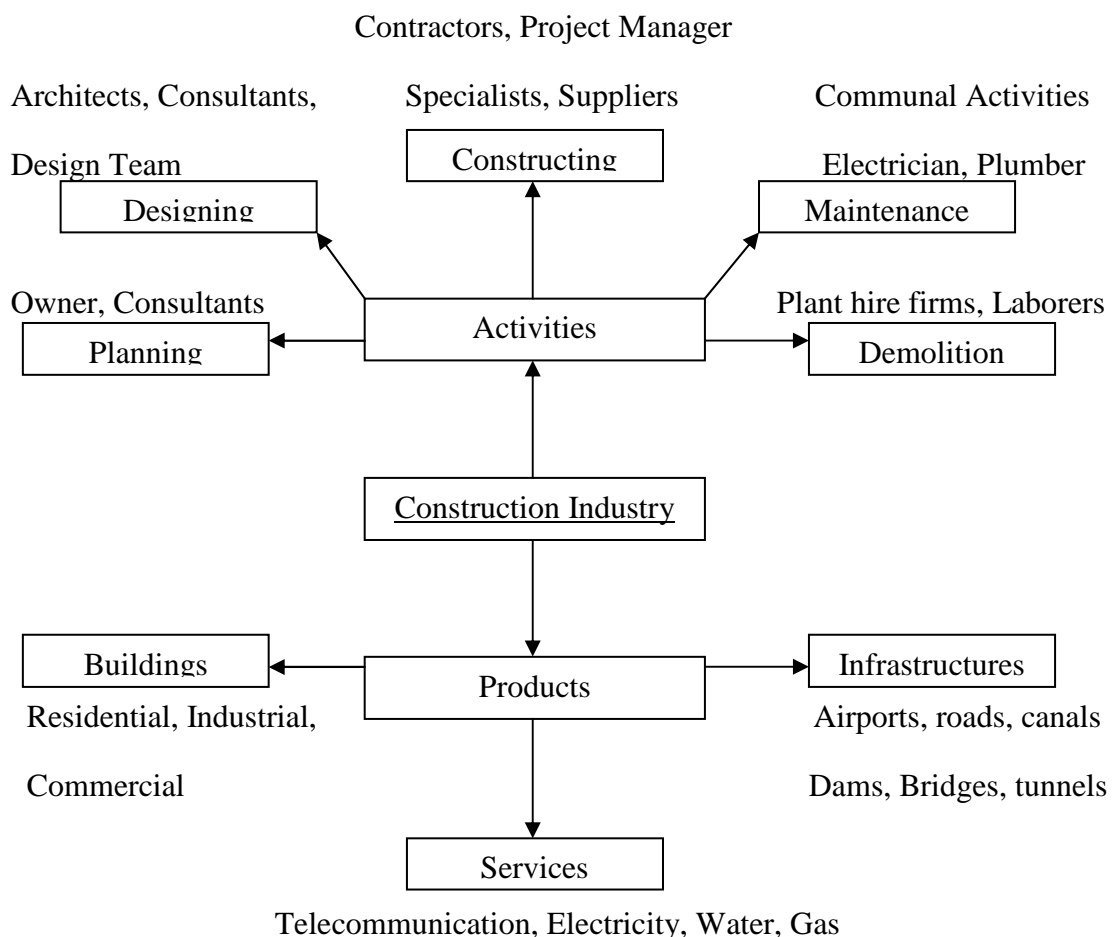 Contractors, Project Manager
Architects, Consultants,
Specialists, Suppliers
Communal Activities
Constructing
Design Team
Electrician, Plumber
Designing
Maintenance
Owner, Consultants
Plant hire firms, Laborers
Activities
Planning
Demolition
Construction Industry
Buildings
Infrastructures
Products
Residential, Industrial,
Airports, roads, canals
Commercial
Dams, Bridges, tunnels
Services
Telecommunication, Electricity, Water, Gas